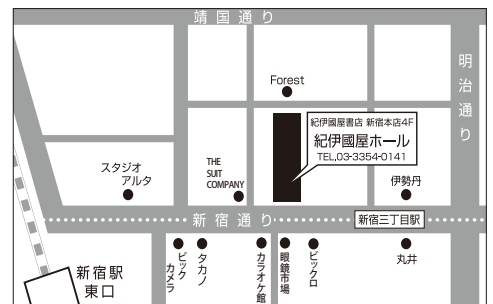 靖国通り
明治通り
Forest
紀伊國屋書店 新宿本店4F
紀伊國屋ホール
TEL,03-3354-0141
スタジオ
アルタ
THE
SUIT
COMPANY
伊勢丹
新宿通り
新宿三丁目駅
新宿駅
東口
ビック
カメラ
タカノ
カラオケ館
眼鏡市場
ビックロ
丸井